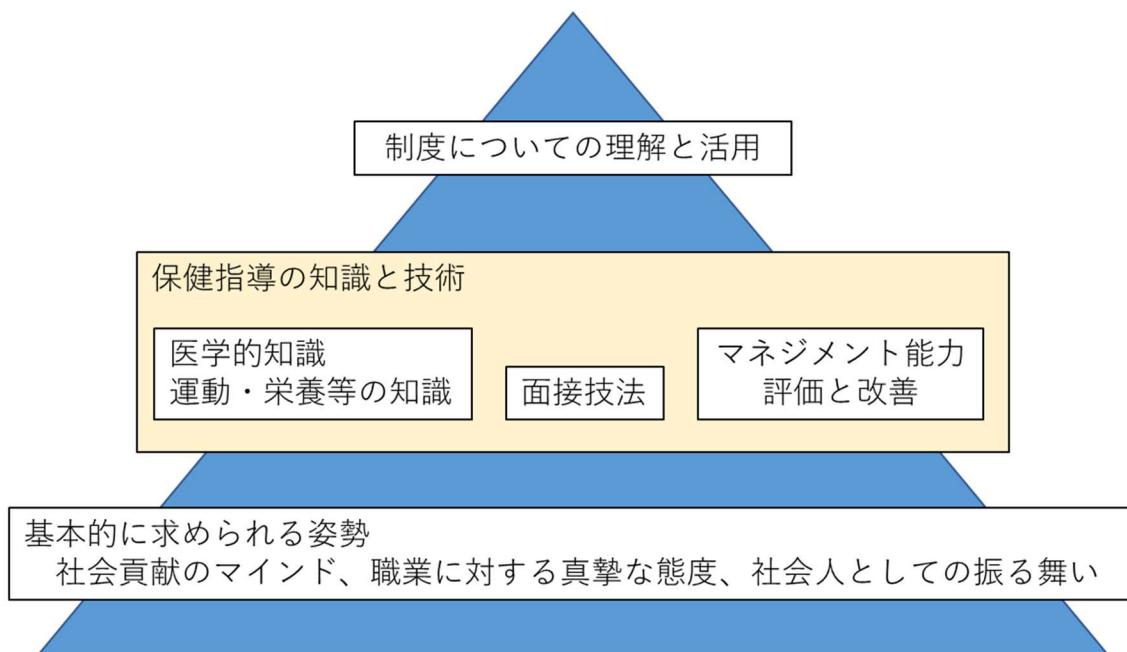 制度についての理解と活用
保健指導の知識と技術
医学的知識
運動・栄養等の知識
面接技法
マネジメント能力
評価と改善
基本的に求められる姿勢
社会貢献のマインド、職業に対する真摯な態度、社会人としての振る舞い